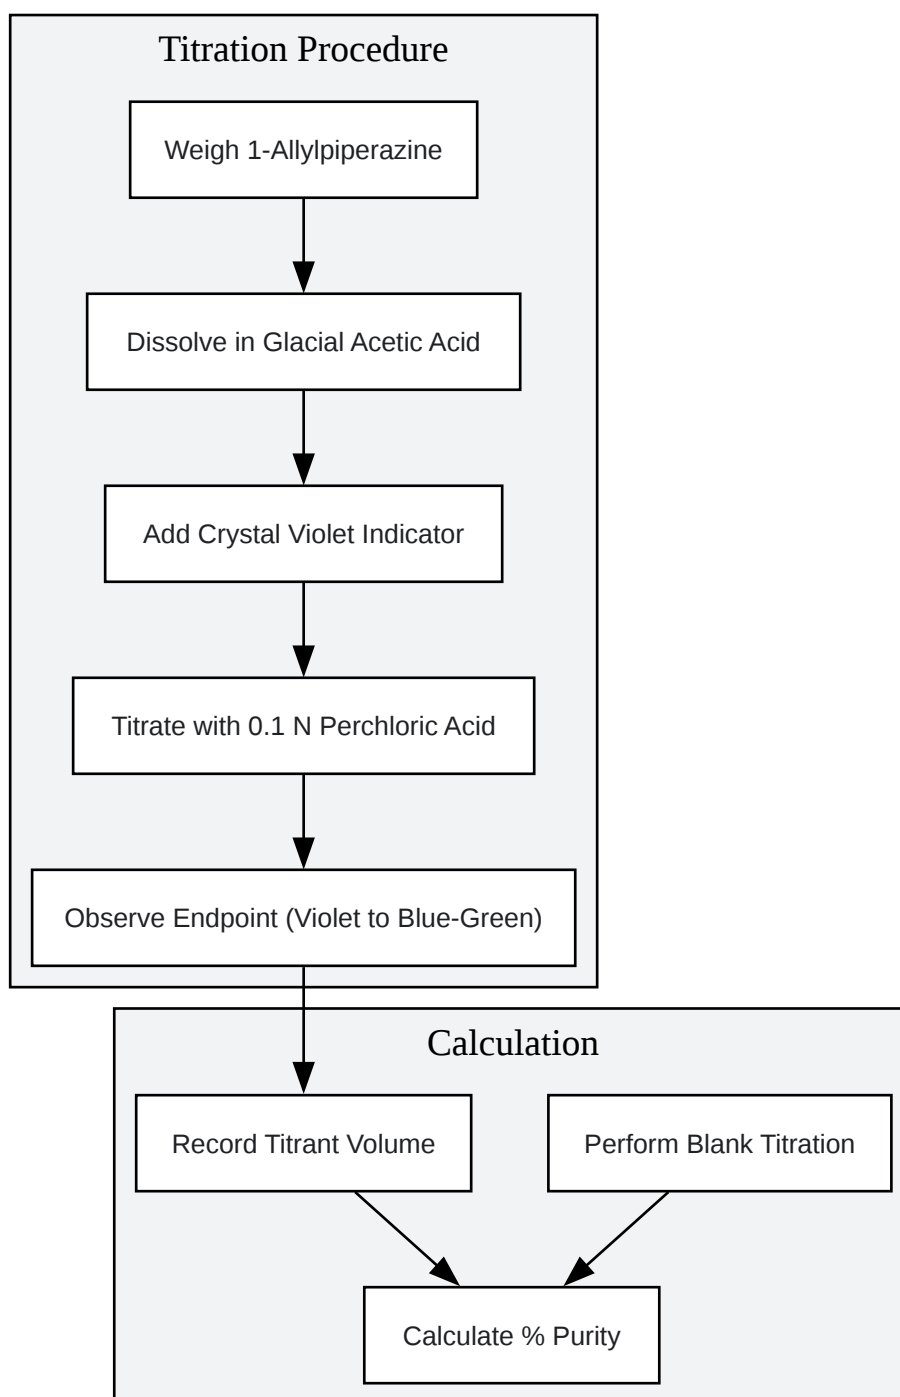 Titration Procedure
Weigh 1-Allylpiperazine
Dissolve in Glacial Acetic Acid
Add Crystal Violet Indicator
Titrate with 0.1 N Perchloric Acid
Observe Endpoint (Violet to Blue-Green)
Calculation
Record Titrant Volume
Perform Blank Titration
Calculate % Purity